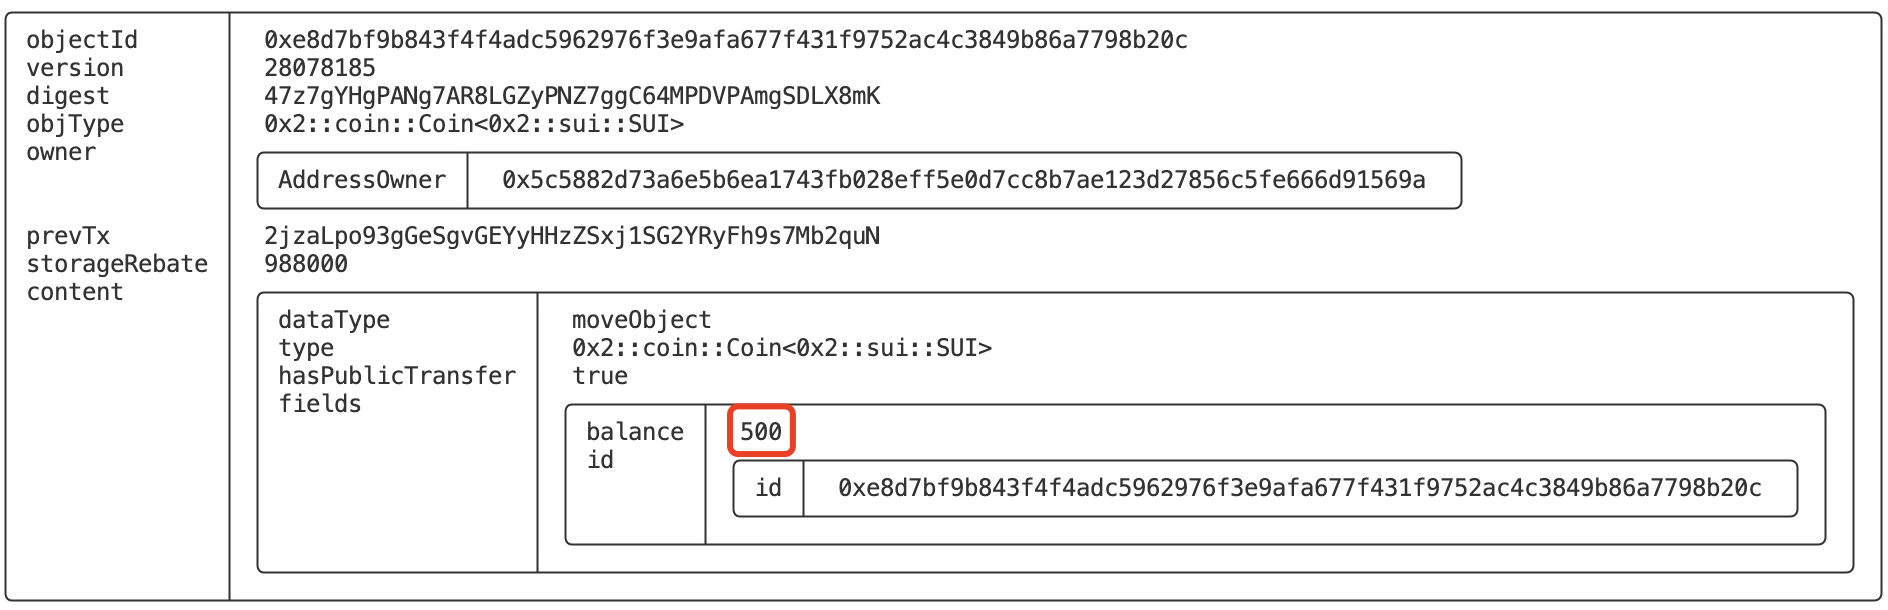 objectId 0xe8d7bf9b843f4f4adc5962976f3e9afa677f431f9752ac4c3849b86a7798b20c
version 28078185
digest 47z7gYHgPANg7AR8LGZyPNZ7ggC64MPDVPAmgSDLX8mK
objType 0x2::coin::Coin<0x2::sui::SUI>
owner
AddressOwner 0x5c5882d73a6e5b6ea1743fb028eff5e0d7cc8b7ae123d27856c5fe666d91569a
prevTx 2jzaLpo93gGeSgvGEYyHHzZSxj1SG2YRyFh9s7Mb2quN
storageRebate 988000
content
dataType moveObject
type 0x2::coin::Coin<0x2::sui::SUI>
hasPublicTransfer true
fields
balance 500
id
id 0xe8d7bf9b843f4f4adc5962976f3e9afa677f431f9752ac4c3849b86a7798b20c